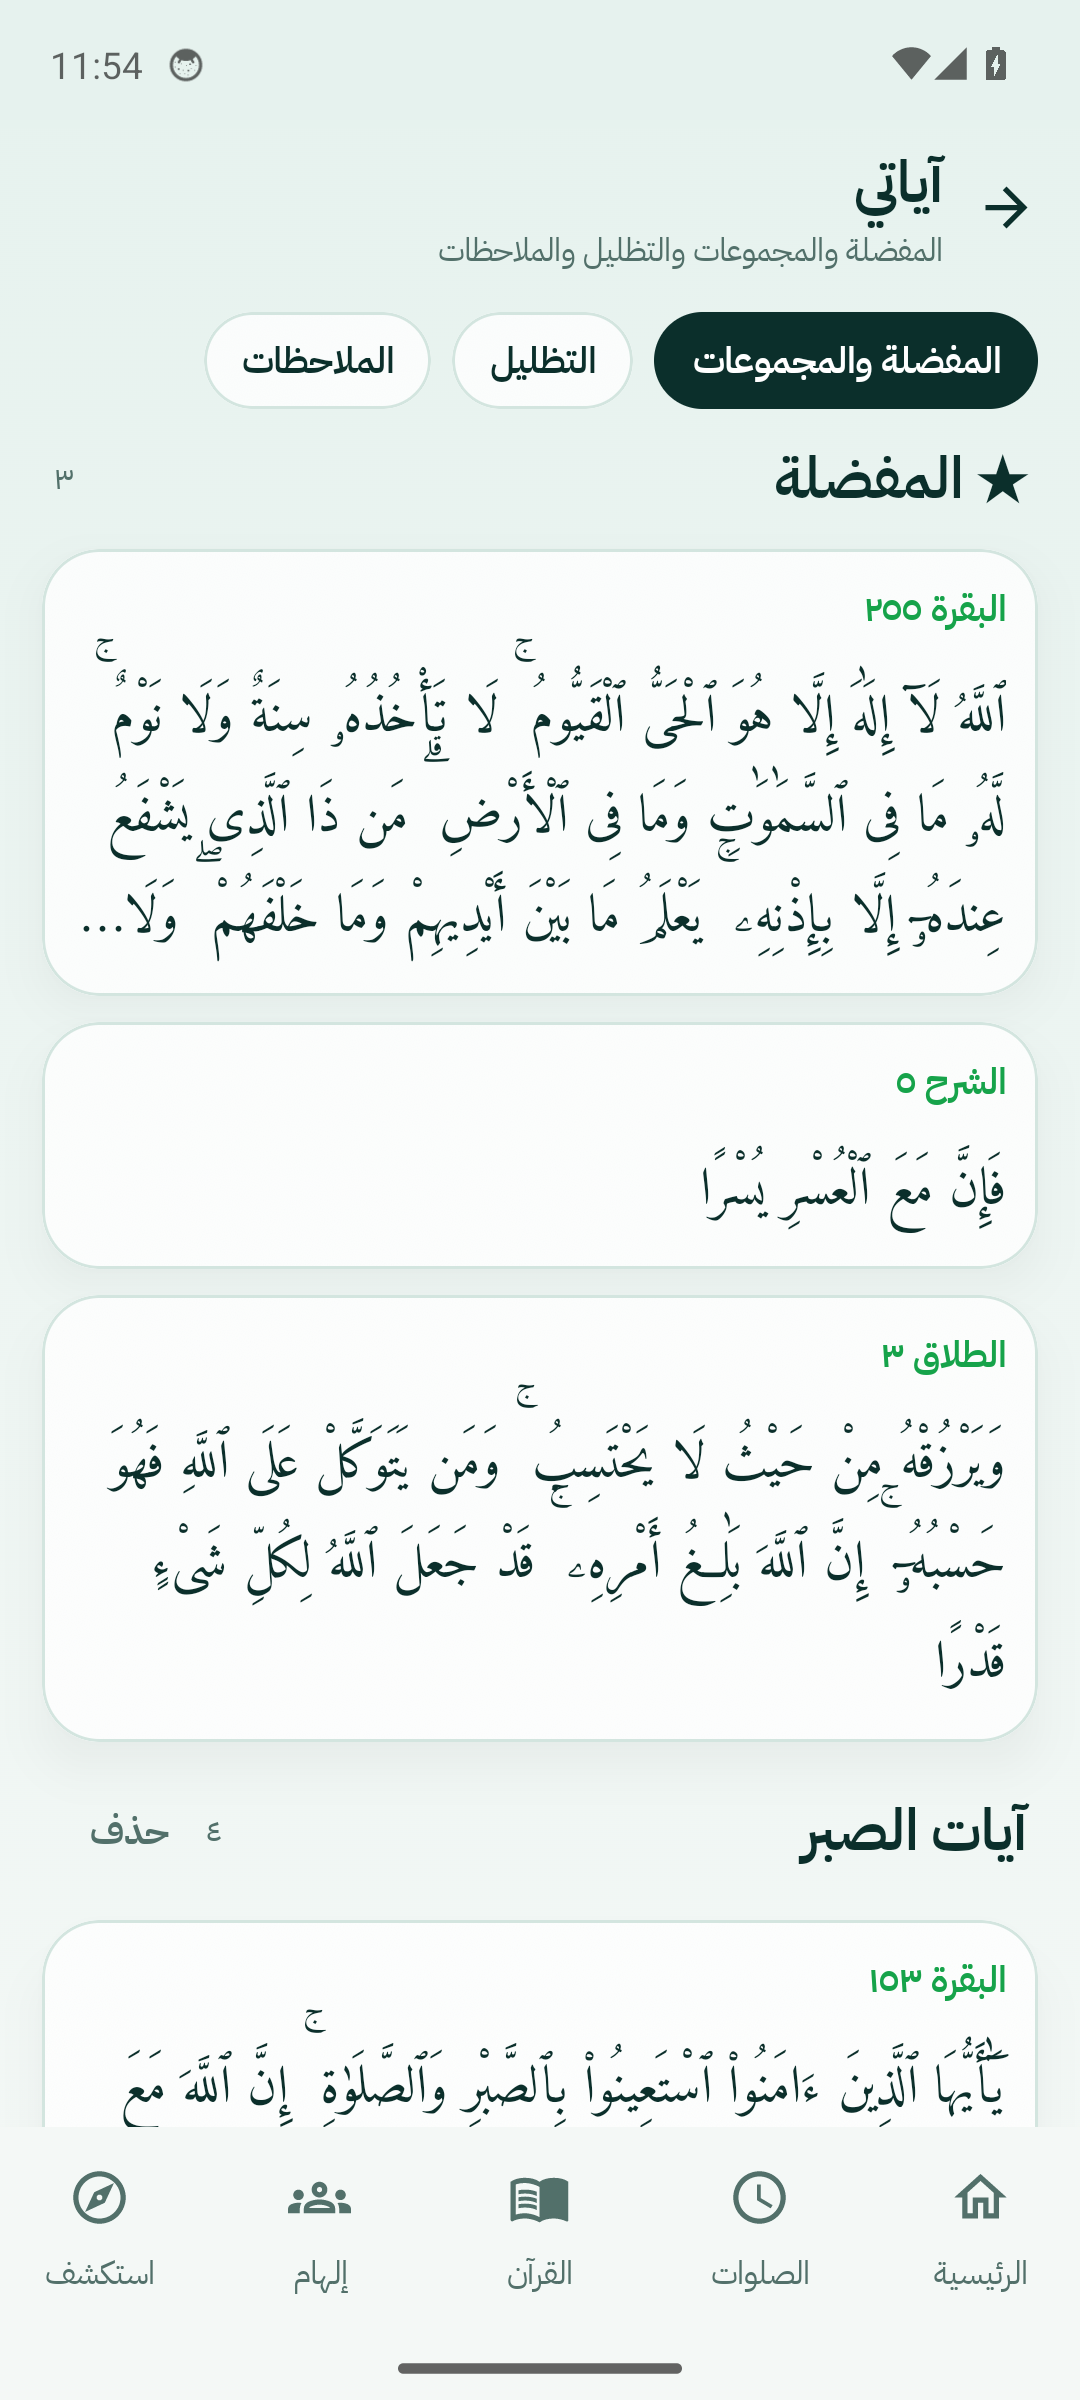 11:54
آياتي
المفضلة والمجموعات والتظليل والملاحظات
المفضلة والمجموعات
التظليل
الملاحظات
★ المفضلة
٣
البقرة ٢٥٥
ٱللَّهُ لَآ إِلَٰهَ إِلَّا هُوَ ٱلْحَىُّ ٱلْقَيُّومُ ۚ لَا تَأْخُذُهُۥ سِنَةٌ وَلَا نَوْمٌ ۚ
لَّهُۥ مَا فِى ٱلسَّمَٰوَٰتِ وَمَا فِى ٱلْأَرْضِ ۗ مَن ذَا ٱلَّذِى يَشْفَعُ
عِندَهُۥٓ إِلَّا بِإِذْنِهِۦ ۚ يَعْلَمُ مَا بَيْنَ أَيْدِيهِمْ وَمَا خَلْفَهُمْ ۖ وَلَا...
الشرح ٥
فَإِنَّ مَعَ ٱلْعُسْرِ يُسْرًا
الطلاق ٣
وَيَرْزُقْهُ مِنْ حَيْثُ لَا يَحْتَسِبُ ۚ وَمَن يَتَوَكَّلْ عَلَى ٱللَّهِ فَهُوَ
حَسْبُهُۥٓ ۚ إِنَّ ٱللَّهَ بَٰلِغُ أَمْرِهِۦ ۚ قَدْ جَعَلَ ٱللَّهُ لِكُلِّ شَىْءٍ
قَدْرًا
آيات الصبر
٤
حذف
البقرة ١٥٣
يَٰٓأَيُّهَا ٱلَّذِينَ ءَامَنُوا۟ ٱسْتَعِينُوا۟ بِٱلصَّبْرِ وَٱلصَّلَوٰةِ ۚ إِنَّ ٱللَّهَ مَعَ
الرئيسية
الصلوات
القرآن
إلهام
استكشف